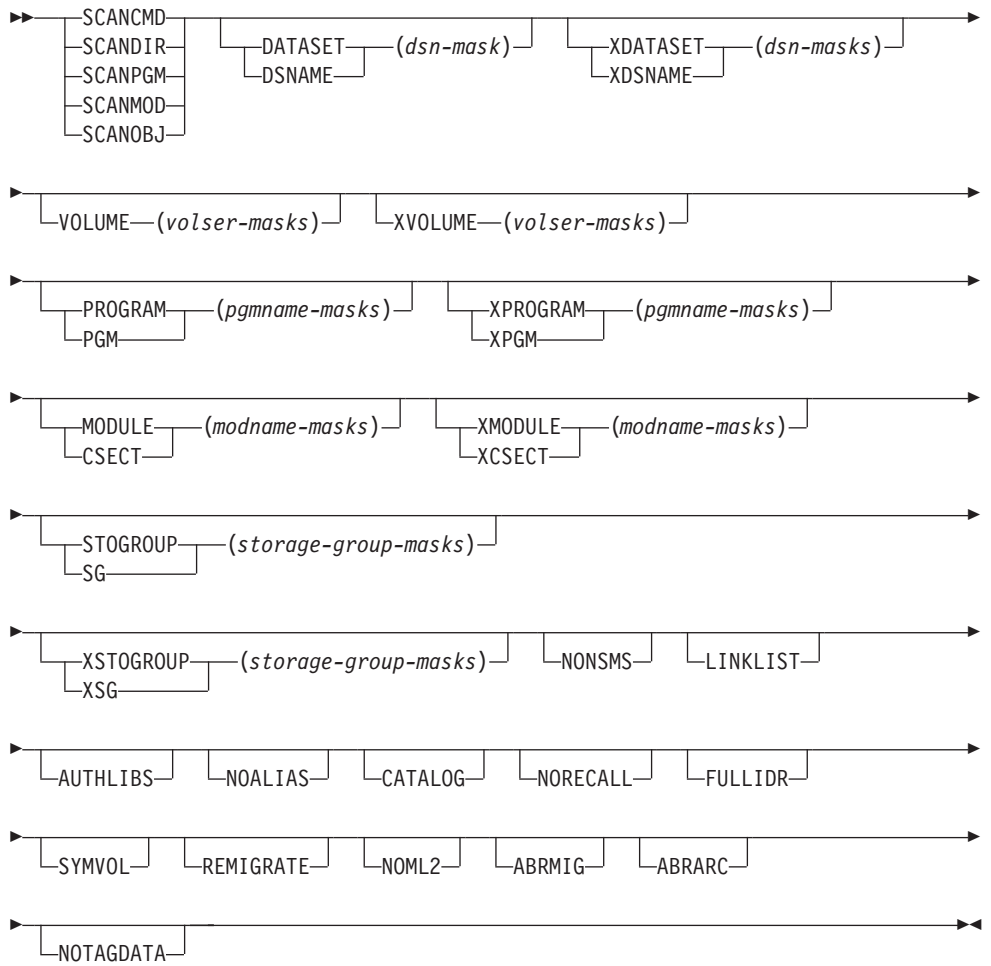 SCANCMD
SCANDIR DATASET (dsn-mask) XDATASET (dsn-masks)
SCANPGM DSNAME XDSNAME
SCANMOD
SCANOBJ
VOLUME (volser-masks) XVOLUME (volser-masks)
PROGRAM (pgmname-masks) XPROGRAM (pgmname-masks)
PGM XPGM
MODULE (modname-masks) XMODULE (modname-masks)
CSECT XCSECT
STOGROUP (storage-group-masks)
SG
XSTOGROUP (storage-group-masks) NONSMS LINKLIST
XSG
AUTHLIBS NOALIAS CATALOG NORECALL FULLIDR
SYMVOL REMIGRATE NOML2 ABRMIG ABRARC
NOTAGDATA